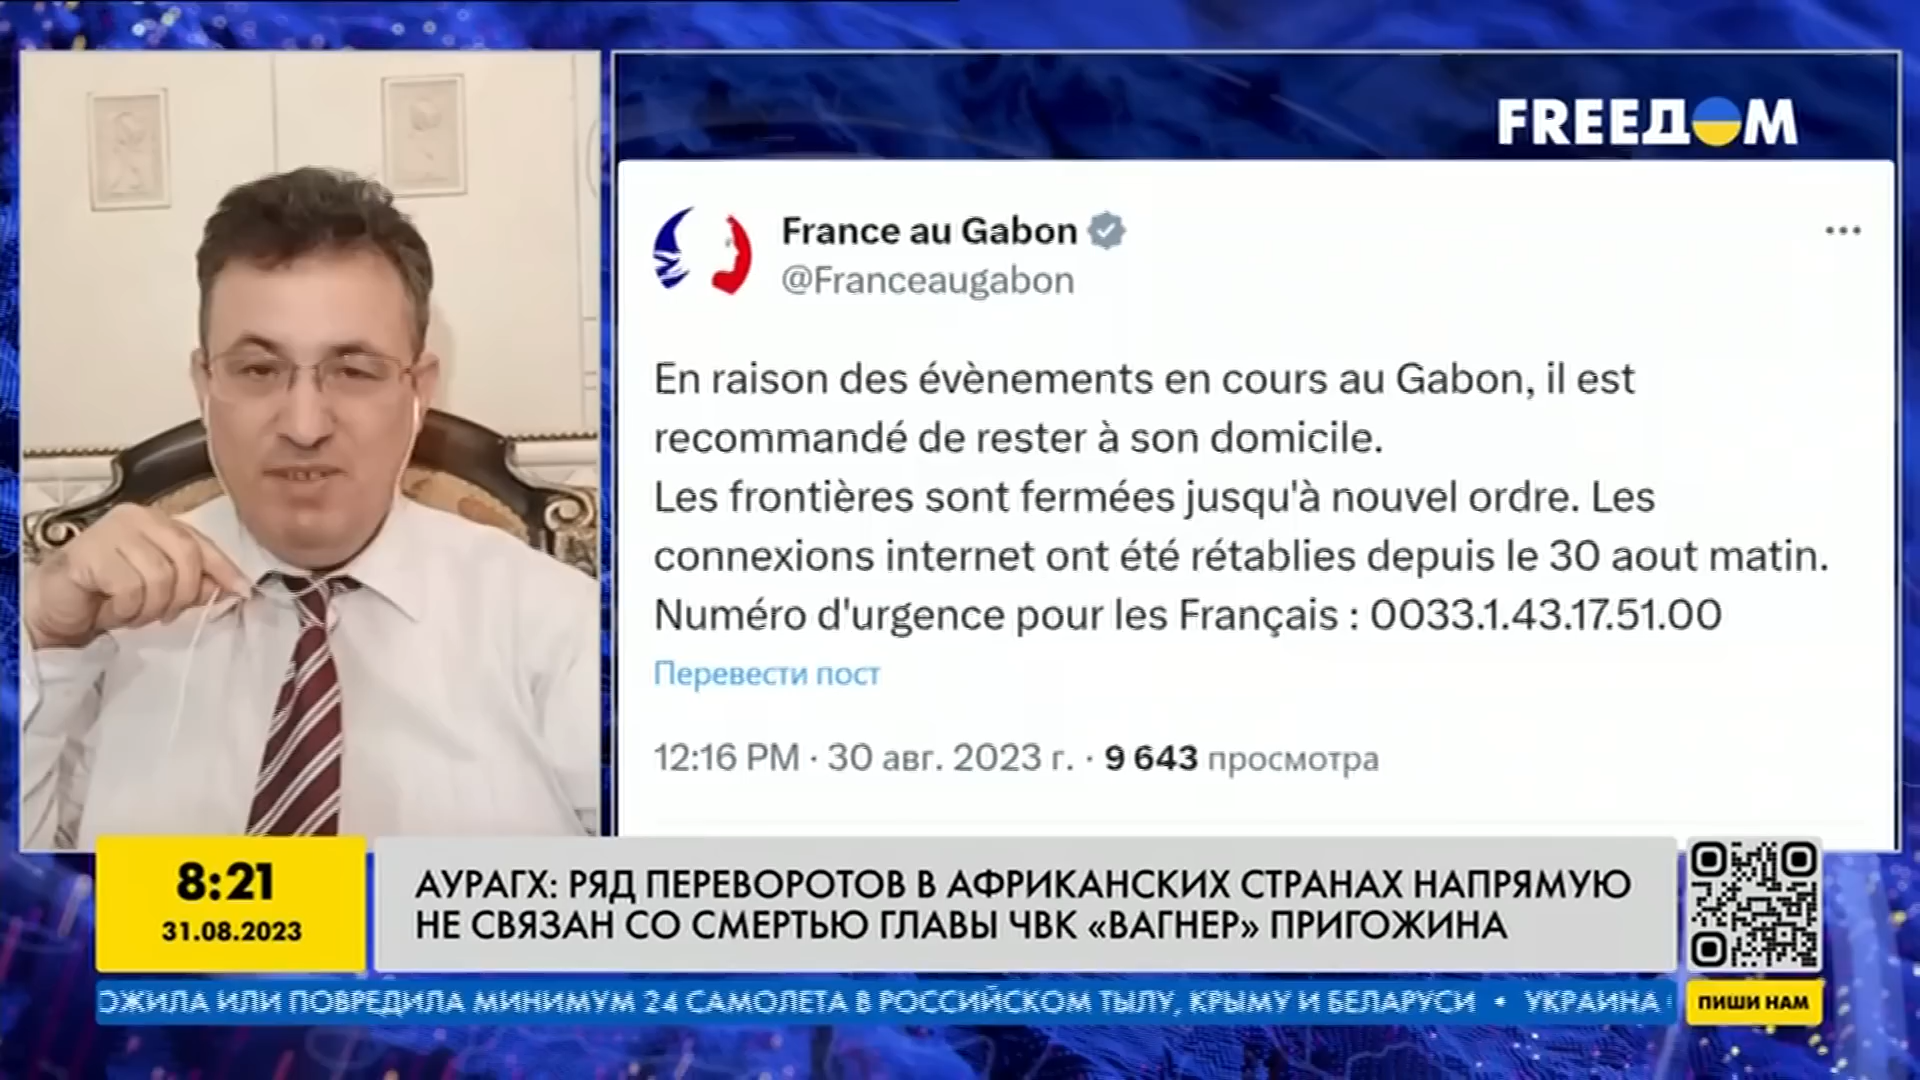 FREEДOM
France au Gabon
@Franceaugabon
En raison des évènements en cours au Gabon, il est
recommandé de rester à son domicile.
Les frontières sont fermées jusqu'à nouvel ordre. Les
connexions internet ont été rétablies depuis le 30 aout matin.
Numéro d'urgence pour les Français : 0033.1.43.17.51.00
Перевести пост
12:16 PM · 30 авг. 2023 г. · 9 643 просмотра
8:21
31.08.2023
АУРАГХ: РЯД ПЕРЕВОРОТОВ В АФРИКАНСКИХ СТРАНАХ НАПРЯМУЮ
НЕ СВЯЗАН СО СМЕРТЬЮ ГЛАВЫ ЧВК «ВАГНЕР» ПРИГОЖИНА
ОЖИЛА ИЛИ ПОВРЕДИЛА МИНИМУМ 24 САМОЛЕТА В РОССИЙСКОМ ТЫЛУ, КРЫМУ И БЕЛАРУСИ • УКРАИНА
ПИШИ НАМ